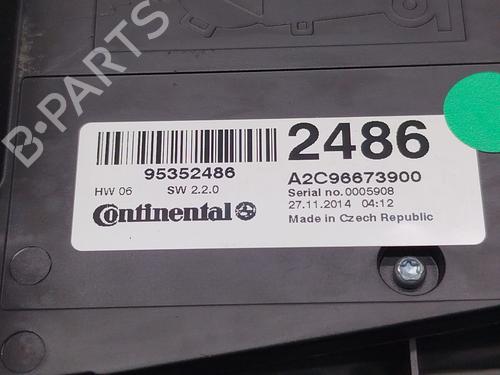 B·PARTS
95352486
HW 06 SW 2.2.0
Continental
2486
A2C96673900
Serial no.0005908
27.11.2014 04:12
Made in Czech Republic